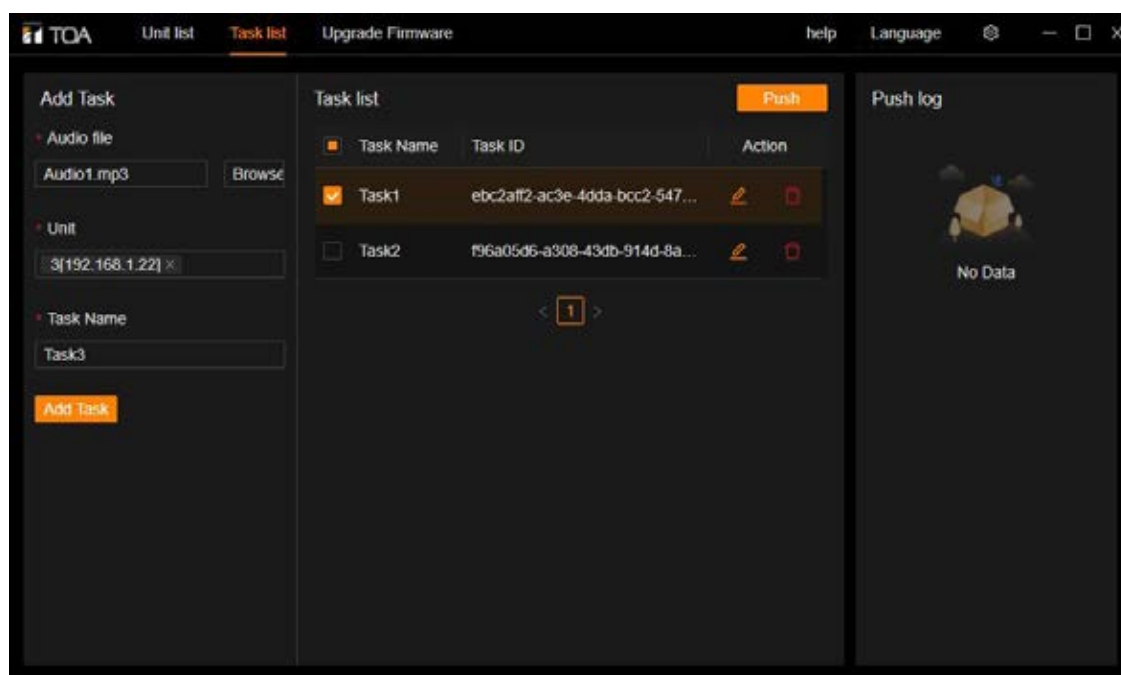 TOA Unit list Task list Upgrade Firmware help Language
Add Task
* Audio file
Audio1.mp3 Browse
* Unit
3[192.168.1.22] ×
* Task Name
Task3
Add Task
Task list Push
Task Name Task ID Action
Task1 ebc2aff2-ac3e-4dda-bcc2-547...
Task2 f96a05d6-a308-43db-914d-8a...
< 1 >
Push log
No Data